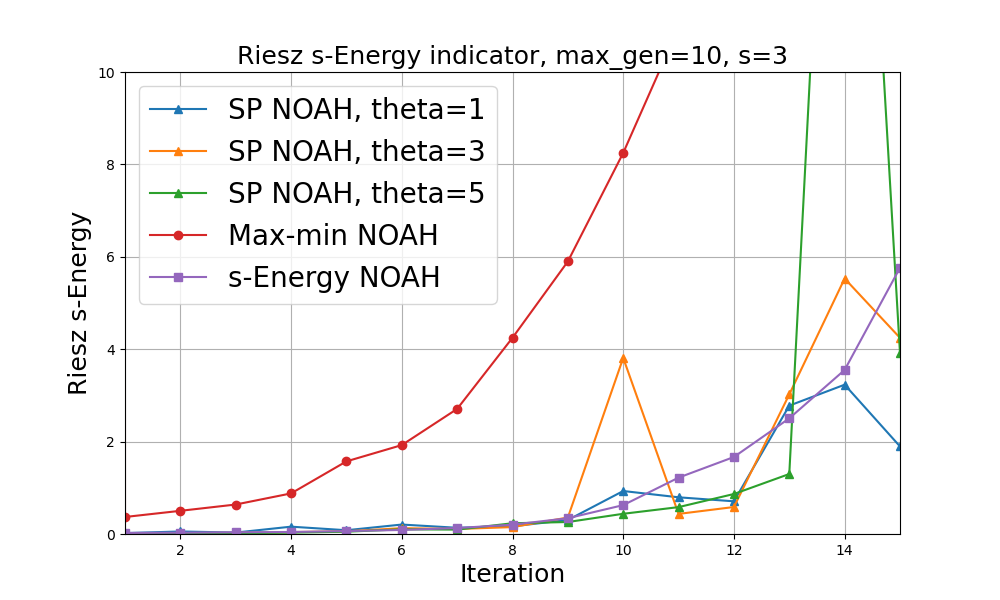 Riesz s-Energy indicator, max_gen=10, s=3
10
8
6
4
2
0
Riesz s-Energy
SP NOAH, theta=1
SP NOAH, theta=3
SP NOAH, theta=5
Max-min NOAH
s-Energy NOAH
2 4 6 8 10 12 14
Iteration